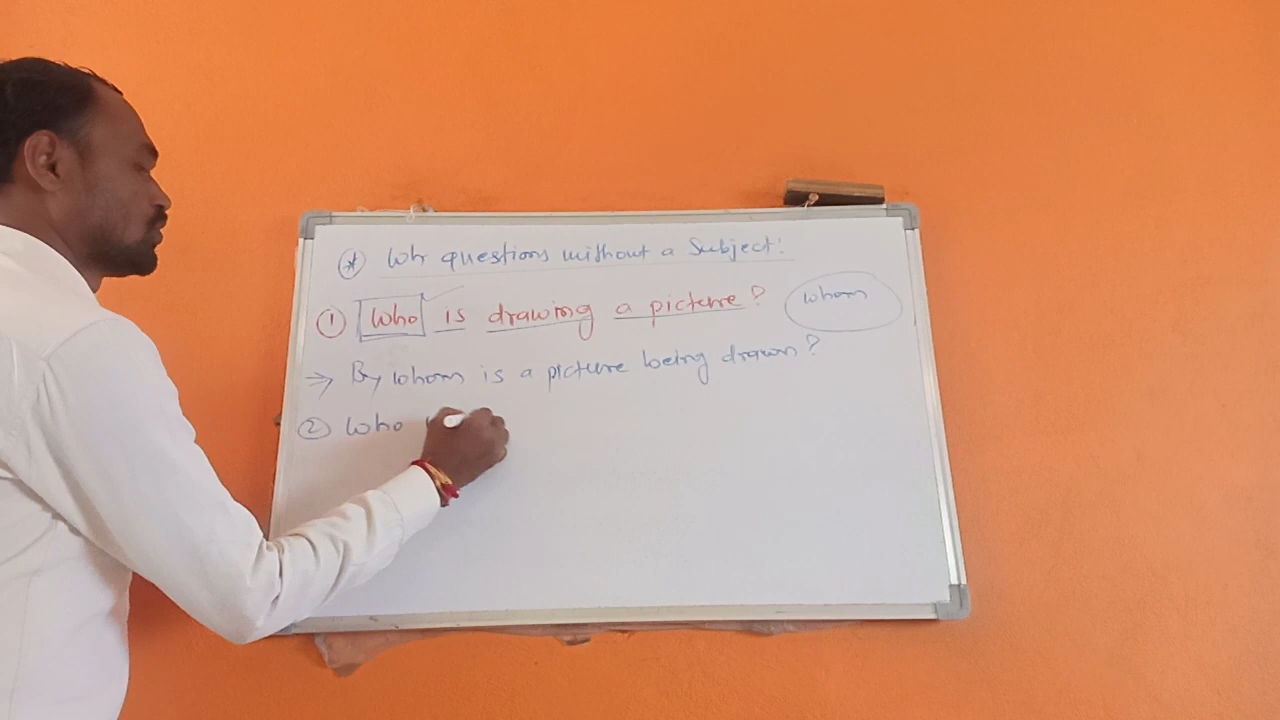 * Wh questions without a Subject:
① Who is drawing a picture?
whom
⇒ By whom is a picture being drawn?
② Who